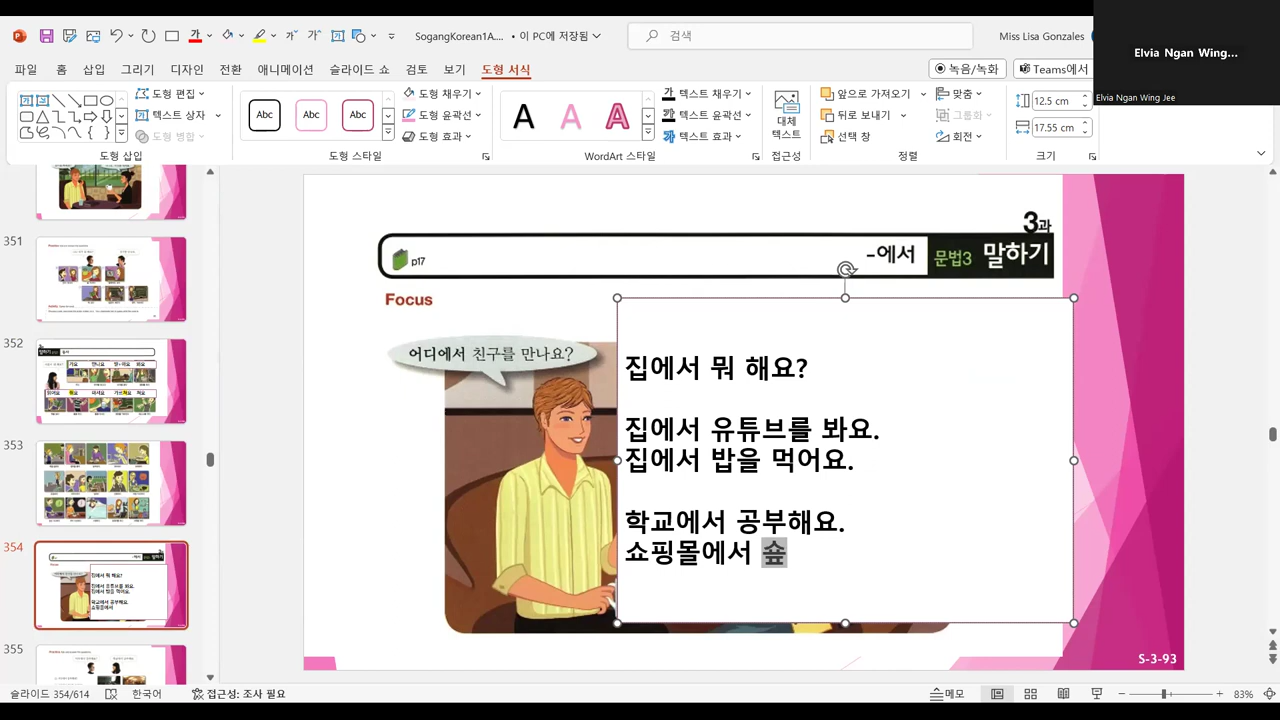 SogangKorean1A.... • 이 PC에 저장됨
검색
Miss Lisa Gonzales
Elvia Ngan Wing...
Elvia Ngan Wing Jee
파일 홈 삽입 그리기 디자인 전환 애니메이션 슬라이드 쇼 검토 보기 도형 서식
녹음/녹화
Teams에서
도형 편집
텍스트 상자
도형 병합
도형 삽입
Abc Abc Abc
도형 채우기
도형 윤곽선
도형 효과
도형 스타일
A A A
텍스트 채우기
텍스트 윤곽선
텍스트 효과
WordArt 스타일
대체
텍스트
접근성
앞으로 가져오기
뒤로 보내기
선택 창
맞춤
그룹화
회전
정렬
12.5 cm
17.55 cm
크기
351
352
353
354
355
3과
p17
-에서
문법3 말하기
Focus
어디에서 친구를 만나요?
집에서 뭐 해요?
집에서 유튜브를 봐요.
집에서 밥을 먹어요.
학교에서 공부해요.
쇼핑몰에서 숖
S-3-93
슬라이드 354/614
한국어
접근성: 조사 필요
메모
83%